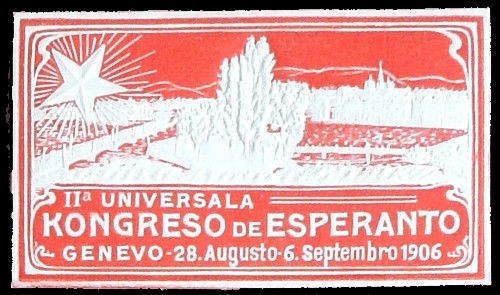 IIª UNIVERSALA
KONGRESO DE ESPERANTO
GENEVO - 28. Augusto - 6. Septembro 1906